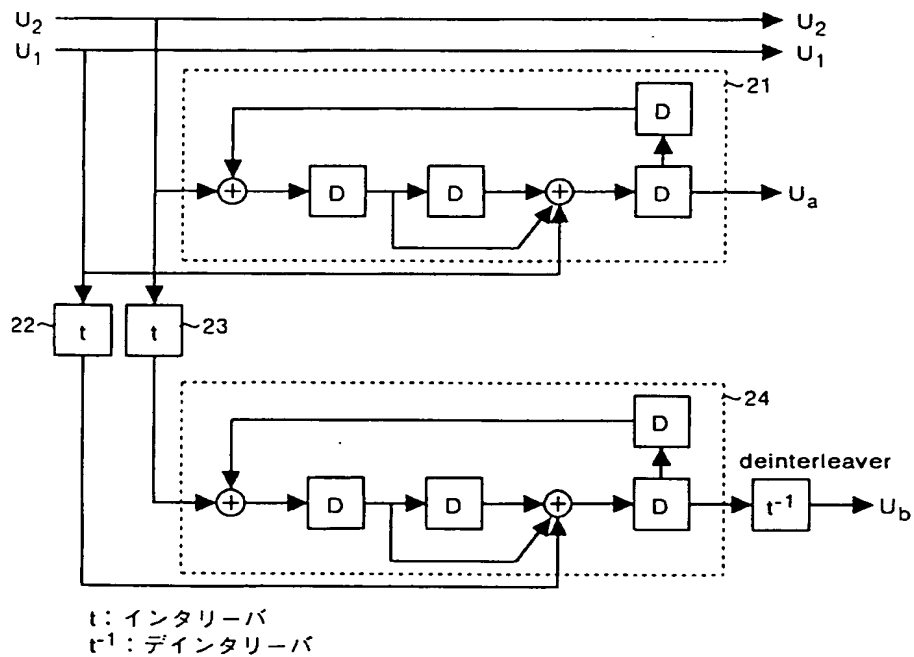 U2 U2
U1 U1
21
D
+ D D + D Ua
22 t t 23
24
D
deinterleaver
+ D D + D t-1 Ub
t：インタリーバ
t-1：デインタリーバ